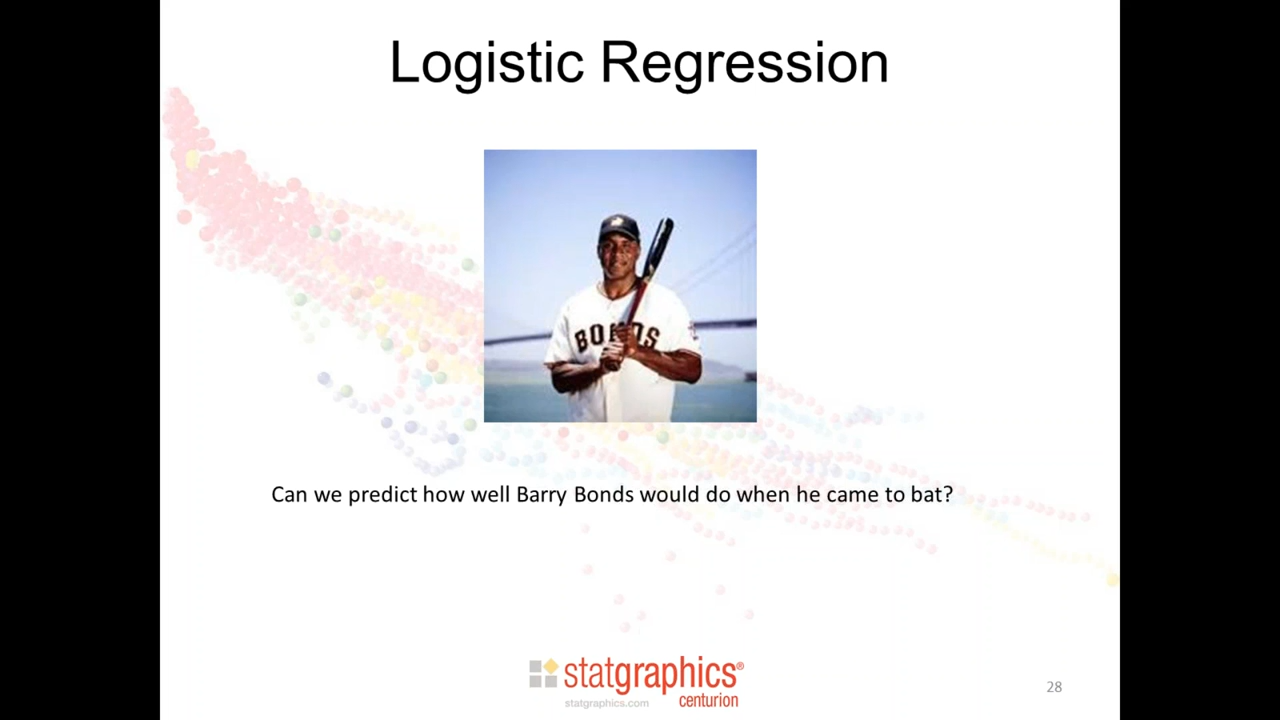 Logistic Regression
BONDS
Can we predict how well Barry Bonds would do when he came to bat?
statgraphics®
statgraphics.com
centurion
28